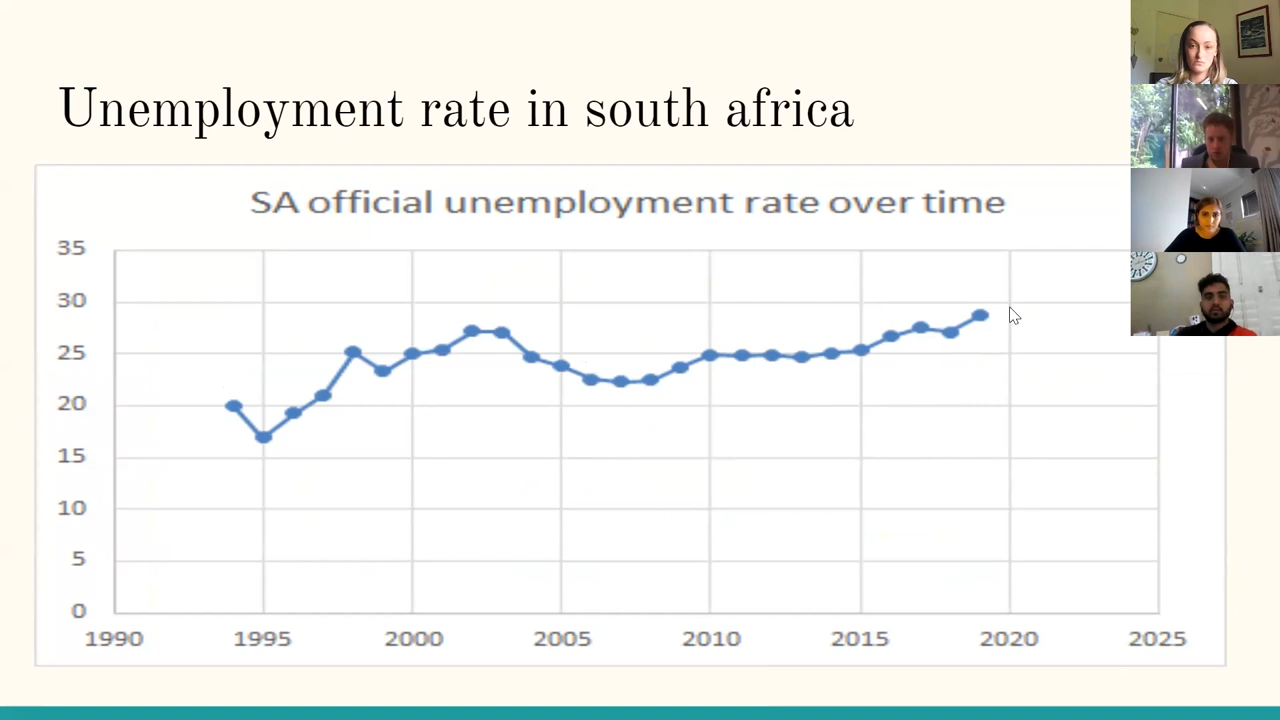 Unemployment rate in south africa
SA official unemployment rate over time
35
30
25
20
15
10
5
0
1990 1995 2000 2005 2010 2015 2020 2025